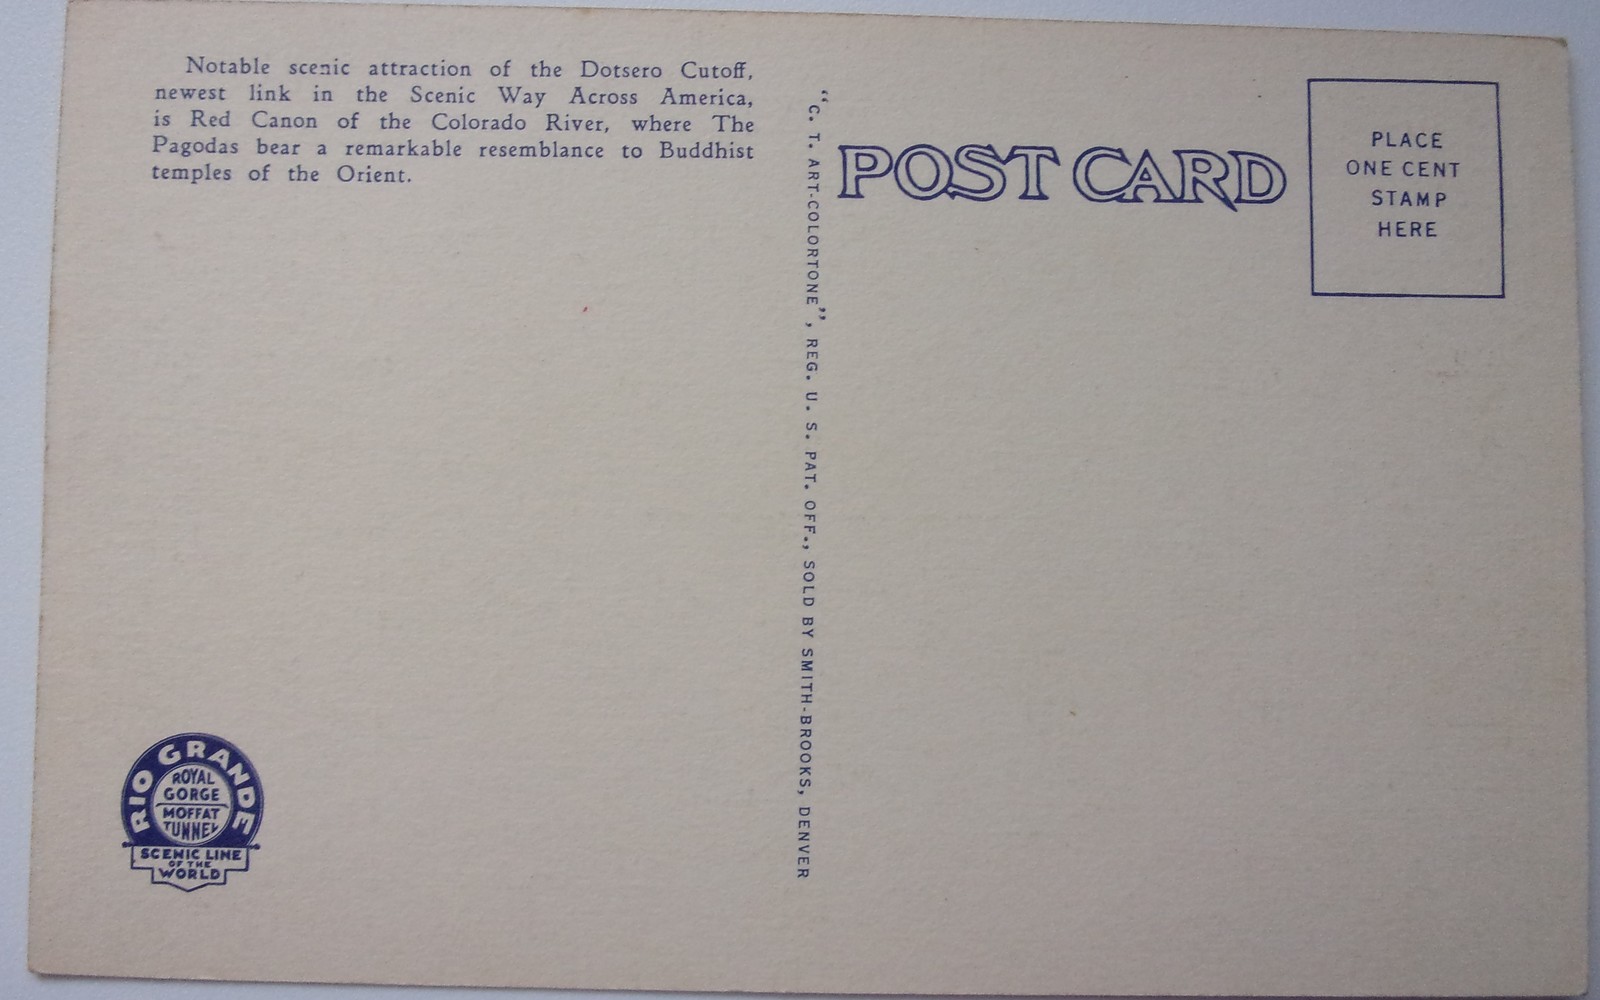 Notable scenic attraction of the Dotsero Cutoff,
newest link in the Scenic Way Across America,
is Red Canon of the Colorado River, where The
Pagodas bear a remarkable resemblance to Buddhist
temples of the Orient.
"C. T. ART-COLORTONE", REG. U. S. PAT. OFF., SOLD BY SMITH-BROOKS, DENVER
POST CARD
PLACE
ONE CENT
STAMP
HERE
RIO GRANDE
ROYAL
GORGE
MOFFAT
TUNNEL
SCENIC LINE
OF THE
WORLD